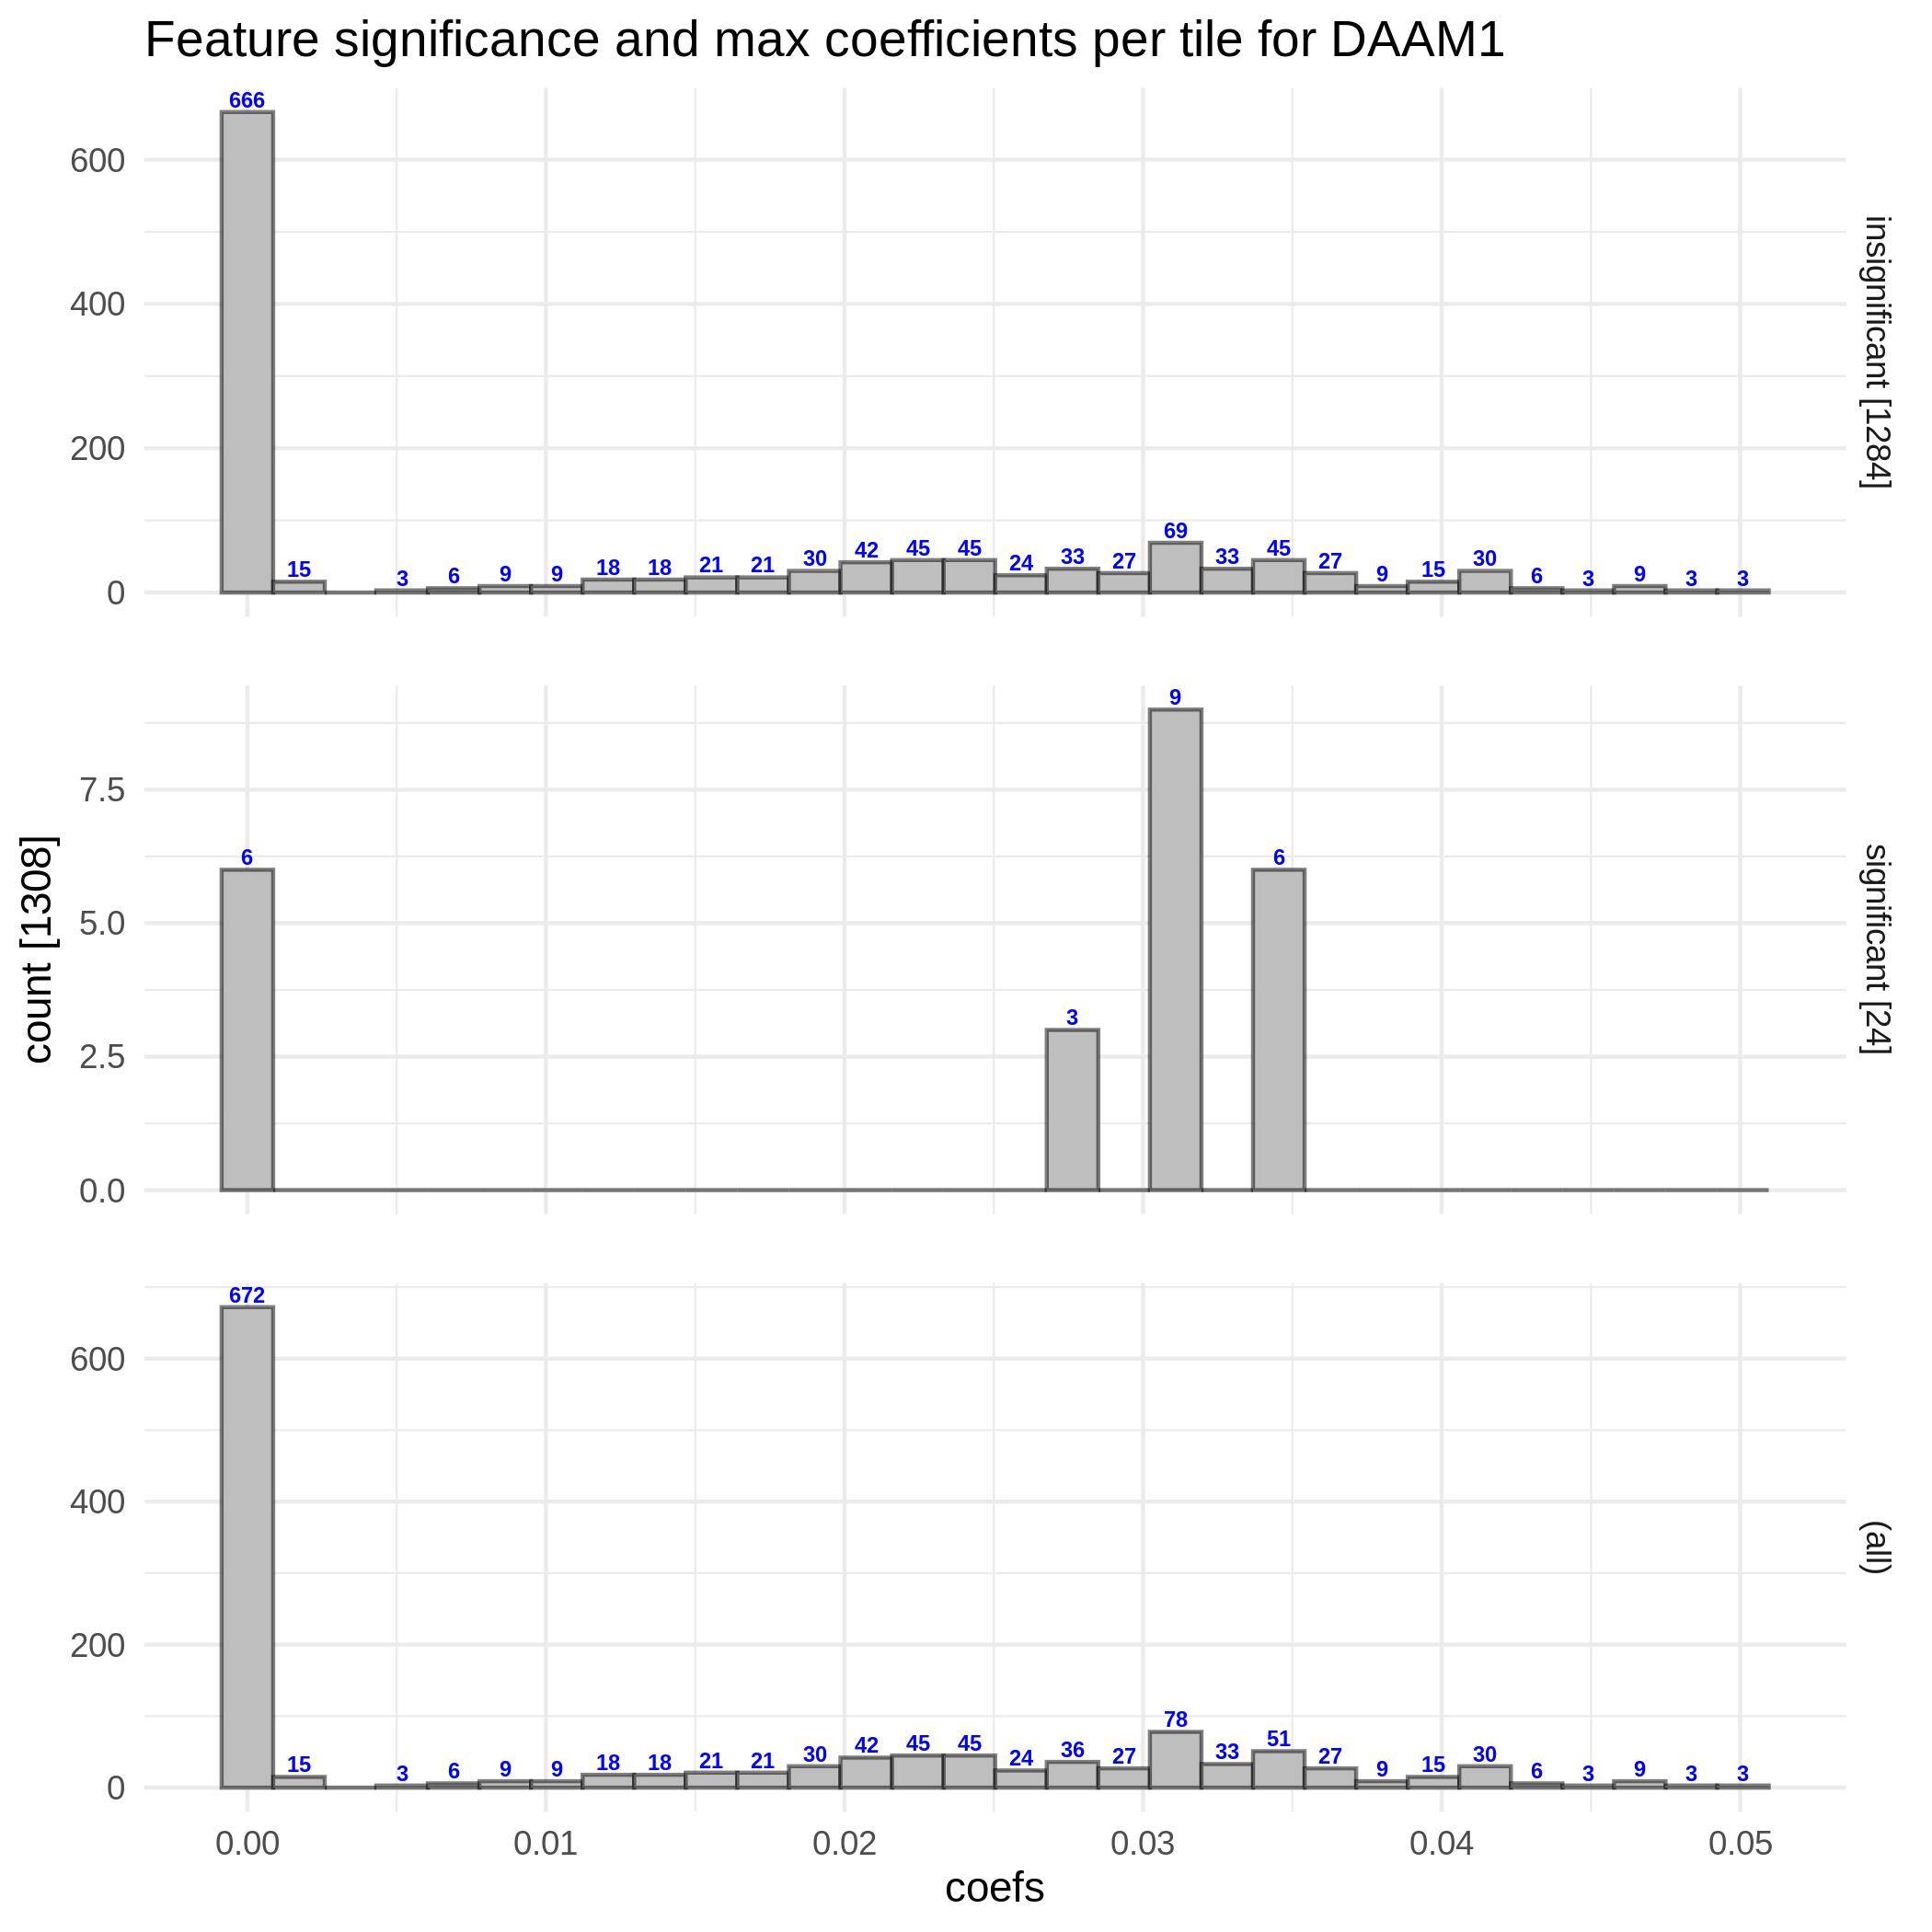 Feature significance and max coefficients per tile for DAAM1
666
600
400
200
0
15 3 6 9 9 18 18 21 21 30 42 45 45 24 33 27 69 33 45 27 9 15 30 6 3 9 3 3
insignificant [1284]
count [1308]
7.5
5.0
2.5
0.0
6 3 9 6
significant [24]
672
600
400
200
0
15 3 6 9 9 18 18 21 21 30 42 45 45 24 36 27 78 33 51 27 9 15 30 6 3 9 3 3
(all)
0.00 0.01 0.02 0.03 0.04 0.05
coefs